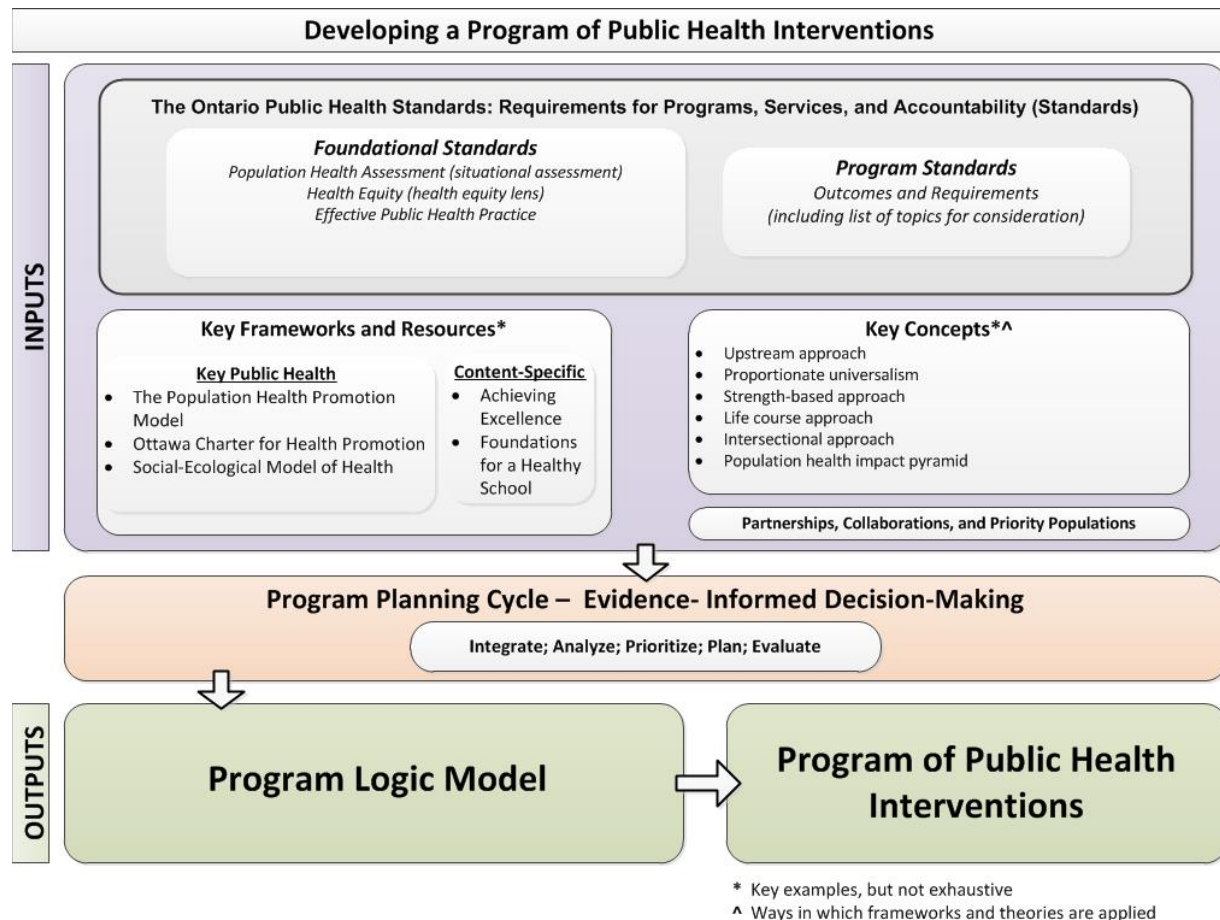 Developing a Program of Public Health Interventions
INPUTS
The Ontario Public Health Standards: Requirements for Programs, Services, and Accountability (Standards)
Foundational Standards
Population Health Assessment (situational assessment)
Health Equity (health equity lens)
Effective Public Health Practice
Program Standards
Outcomes and Requirements
(including list of topics for consideration)
Key Frameworks and Resources*
Key Public Health
• The Population Health Promotion
Model
• Ottawa Charter for Health Promotion
• Social-Ecological Model of Health
Content-Specific
• Achieving
Excellence
• Foundations
for a Healthy
School
Key Concepts*^
• Upstream approach
• Proportionate universalism
• Strength-based approach
• Life course approach
• Intersectional approach
• Population health impact pyramid
Partnerships, Collaborations, and Priority Populations
Program Planning Cycle – Evidence- Informed Decision-Making
Integrate; Analyze; Prioritize; Plan; Evaluate
OUTPUTS
Program Logic Model
Program of Public Health
Interventions
* Key examples, but not exhaustive
^ Ways in which frameworks and theories are applied